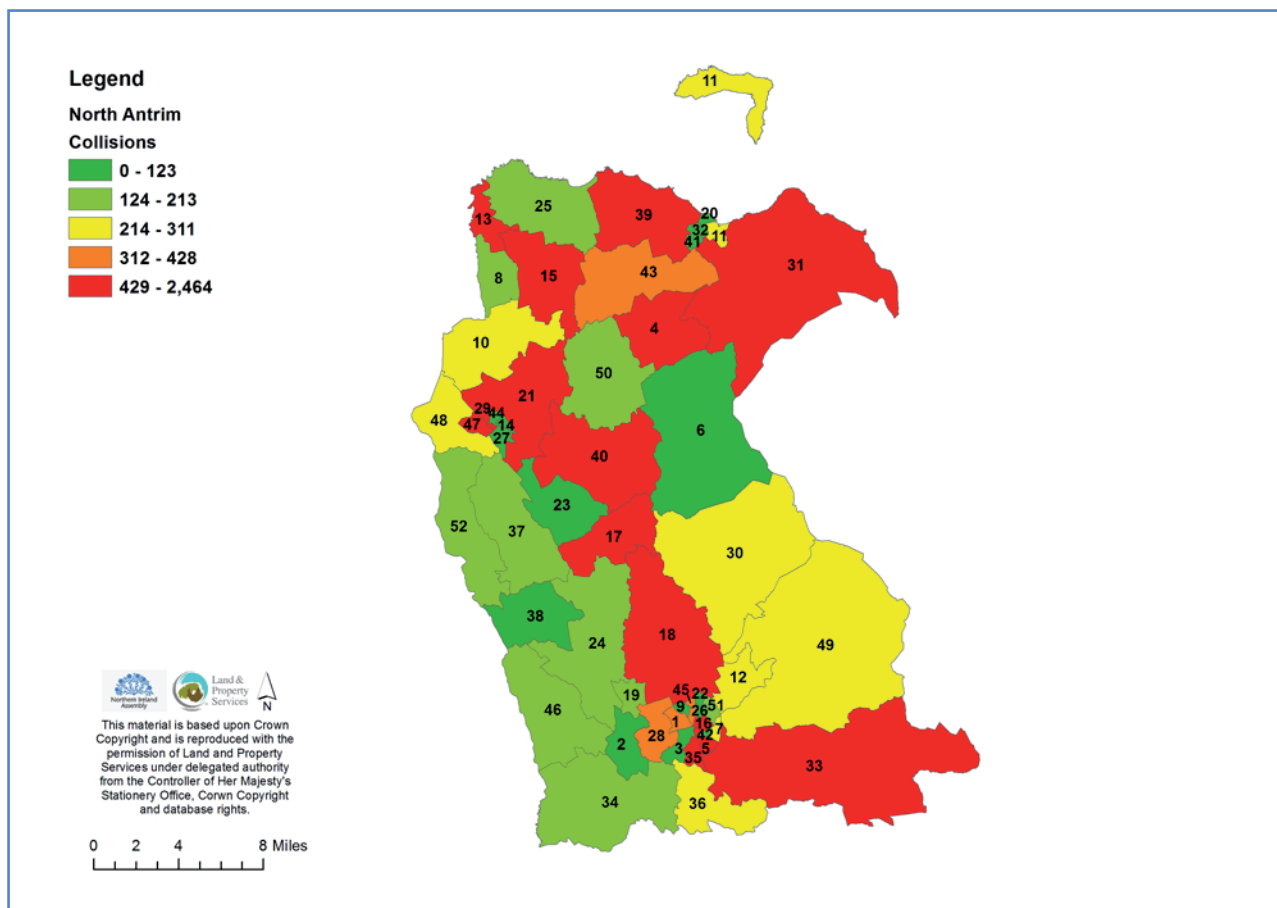 Legend
North Antrim
Collisions
0 - 123
124 - 213
214 - 311
312 - 428
429 - 2,464
11
25
13
39
20
32
41
11
31
8
15
43
4
10
50
21
29
44
48
47
14
27
6
40
23
52
37
17
30
38
24
18
49
12
19
45
22
9
26
51
46
1
16
7
28
42
2
3
5
35
33
34
36
Northern Ireland
Assembly
Land &
Property
Services
N
This material is based upon Crown
Copyright and is reproduced with the
permission of Land and Property
Services under delegated authority
from the Controller of Her Majesty's
Stationery Office, Corwn Copyright
and database rights.
0 2 4 8 Miles